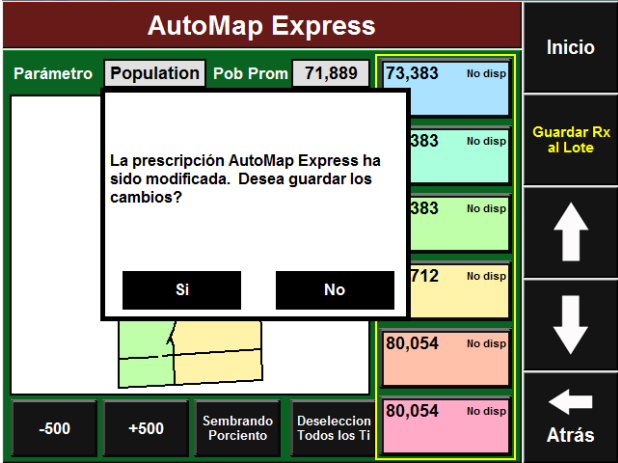 AutoMap Express
Inicio
Parámetro Population Pob Prom 71,889
73,383 No disp
383 No disp
383 No disp
712 No disp
80,054 No disp
80,054 No disp
Guardar Rx
al Lote
La prescripción AutoMap Express ha
sido modificada. Desea guardar los
cambios?
Si No
-500
+500
Sembrando
Porciento
Deseleccion
Todos los Ti
Atrás